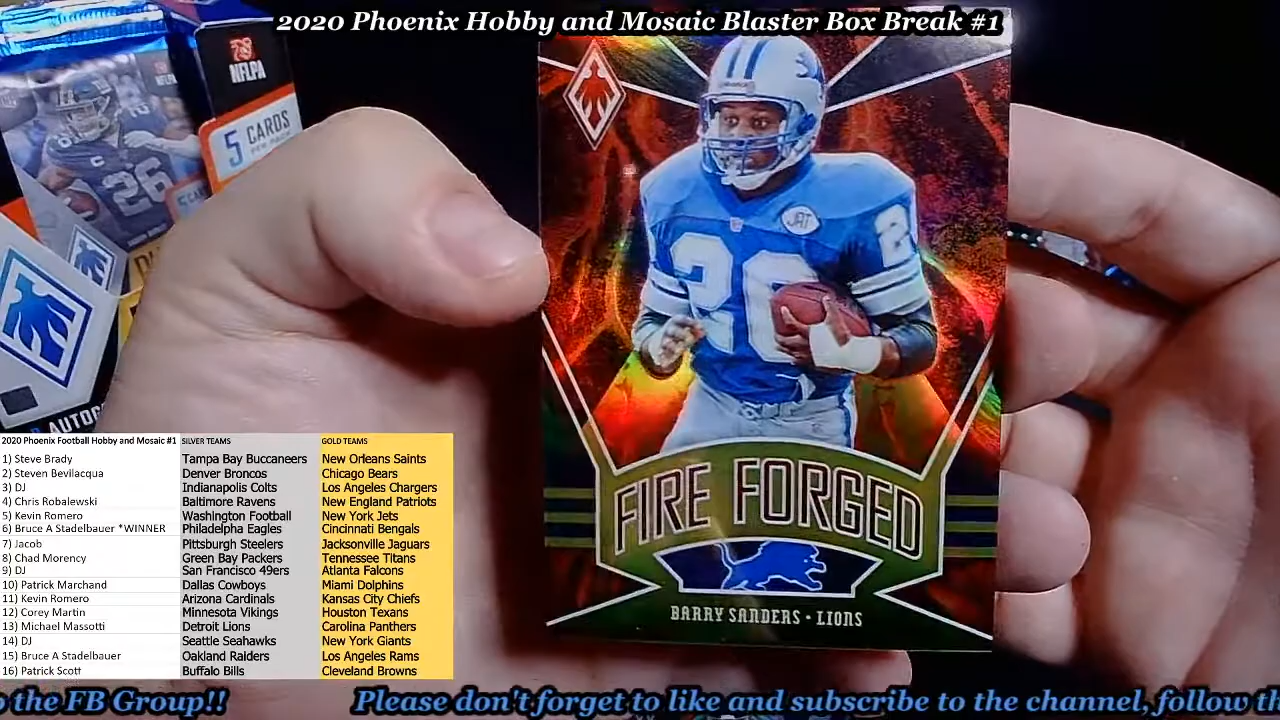 2020 Phoenix Hobby and Mosaic Blaster Box Break #1
NFLPA
5 CARDS
26
AUTOG
JRT
20
2
FIRE FORGED
BARRY SANDERS • LIONS
2020 Phoenix Football Hobby and Mosaic #1 SILVER TEAMS GOLD TEAMS
1) Steve Brady Tampa Bay Buccaneers New Orleans Saints
2) Steven Bevilacqua Denver Broncos Chicago Bears
3) DJ Indianapolis Colts Los Angeles Chargers
4) Chris Robalewski Baltimore Ravens New England Patriots
5) Kevin Romero Washington Football New York Jets
6) Bruce A Stadelbauer *WINNER Philadelpha Eagles Cincinnati Bengals
7) Jacob Pittsburgh Steelers Jacksonville Jaguars
8) Chad Morency Green Bay Packers Tennessee Titans
9) DJ San Francisco 49ers Atlanta Falcons
10) Patrick Marchand Dallas Cowboys Miami Dolphins
11) Kevin Romero Arizona Cardinals Kansas City Chiefs
12) Corey Martin Minnesota Vikings Houston Texans
13) Michael Massotti Detroit Lions Carolina Panthers
14) DJ Seattle Seahawks New York Giants
15) Bruce A Stadelbauer Oakland Raiders Los Angeles Rams
16) Patrick Scott Buffalo Bills Cleveland Browns
o the FB Group!! Please don't forget to like and subscribe to the channel, follow th